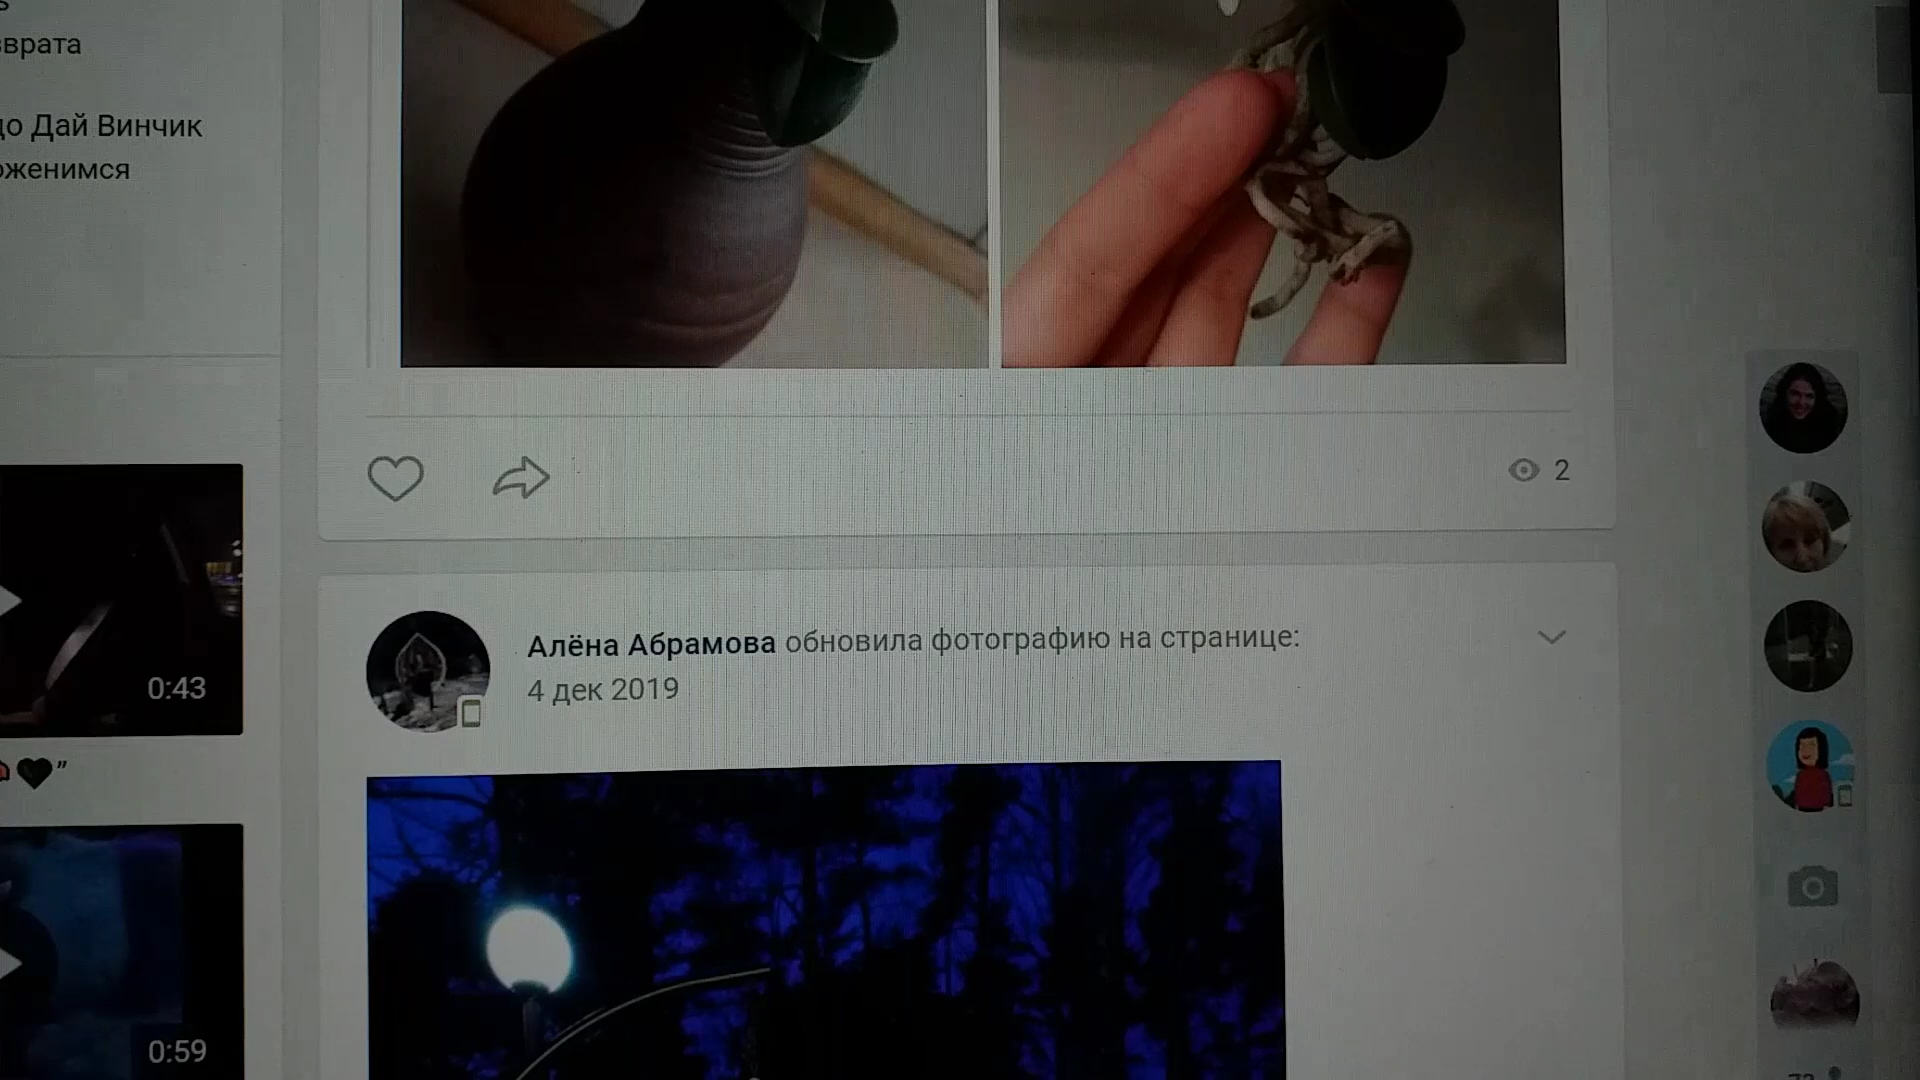 врата
до Дай Винчик
оженимся
2
Алёна Абрамова обновила фотографию на странице:
4 дек 2019
0:43
”
0:59